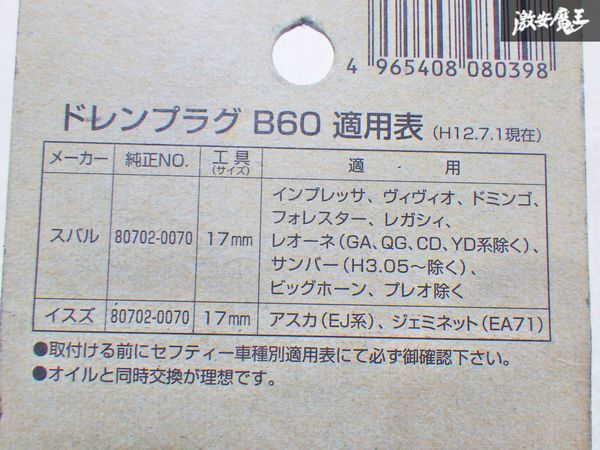 激安魔王
4 965408 080398
ドレンプラグ B60 適用表 (H12.7.1現在)
メーカー 純正NO. 工具(サイズ) 適・用
スバル 80702-0070 17mm インプレッサ、ヴィヴィオ、ドミンゴ、
フォレスター、レガシィ、
レオーネ(GA, QG, CD, YD系除く)、
サンバー(H3.05〜除く)、
ビッグホーン、プレオ除く
イスズ 80702-0070 17mm アスカ(EJ系)、ジェミネット(EA71)
●取付ける前にセフティー車種別適用表にて必ず御確認下さい。
●オイルと同時交換が理想です。